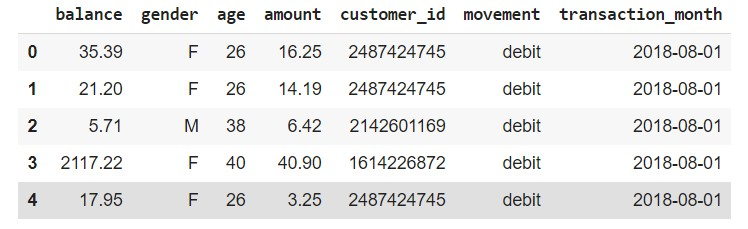 balance gender age amount customer_id movement transaction_month
0 35.39 F 26 16.25 2487424745 debit 2018-08-01
1 21.20 F 26 14.19 2487424745 debit 2018-08-01
2 5.71 M 38 6.42 2142601169 debit 2018-08-01
3 2117.22 F 40 40.90 1614226872 debit 2018-08-01
4 17.95 F 26 3.25 2487424745 debit 2018-08-01